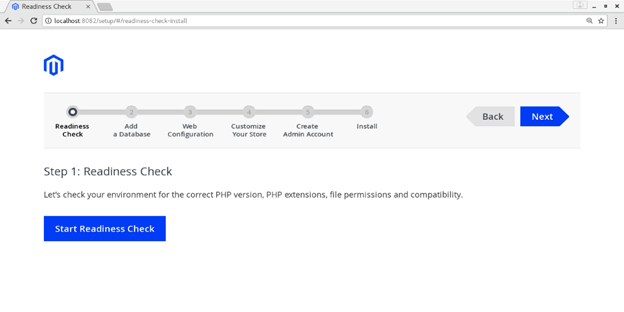 Readiness Check
localhost:8082/setup/#/readiness-check-install
2 3 4 5 6
Readiness Check
Add a Database
Web Configuration
Customize Your Store
Create Admin Account
Install
Back
Next
Step 1: Readiness Check
Let's check your environment for the correct PHP version, PHP extensions, file permissions and compatibility.
Start Readiness Check